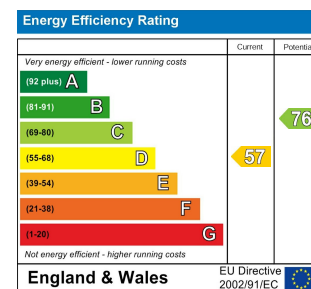 Energy Efficiency Rating
Current Potentia
Very energy efficient - lower running costs
(92 plus) A
(81-91) B
76
(69-80) C
(55-68) D 57
(39-54) E
(21-38) F
(1-20) G
Not energy efficient - higher running costs
England & Wales
EU Directive
2002/91/EC